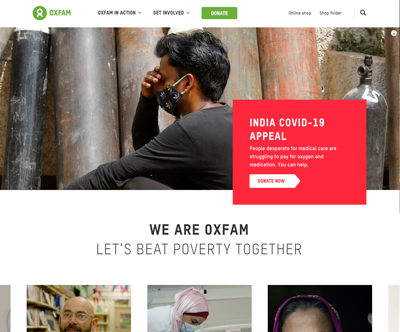 OXFAM
OXFAM IN ACTION
GET INVOLVED
DONATE
Online shop
Shop finder
INDIA COVID-19
APPEAL
People desperate for medical care are
struggling to pay for oxygen and
medication. You can help.
DONATE NOW
WE ARE OXFAM
LET'S BEAT POVERTY TOGETHER